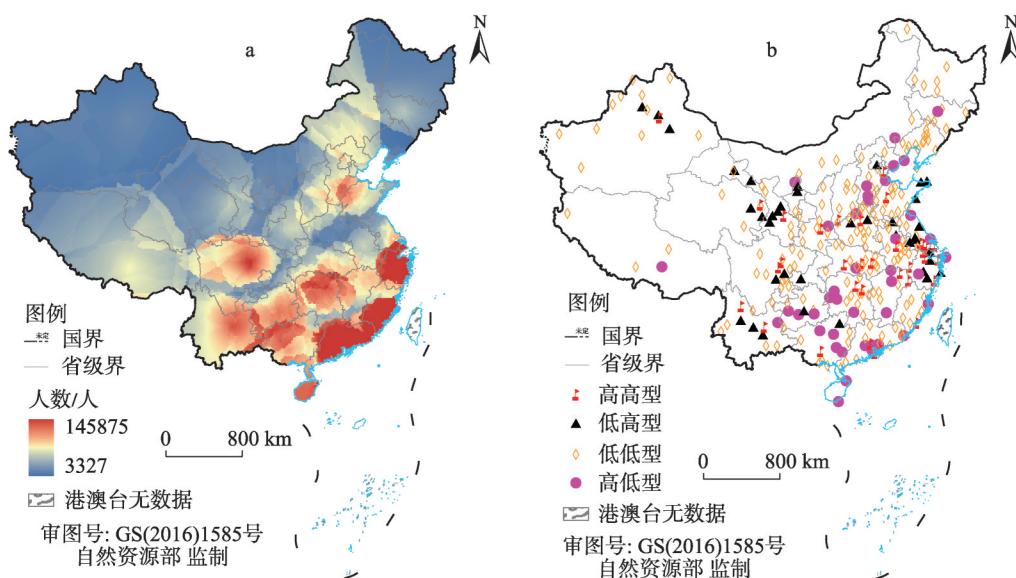 a
N
图例
未定 国界
省级界
人数/人
145875
3327
0 800 km
港澳台无数据
审图号: GS(2016)1585号
自然资源部 监制
b
N
图例
未定 国界
省级界
高高型
低高型
低低型
高低型
0 800 km
港澳台无数据
审图号: GS(2016)1585号
自然资源部 监制